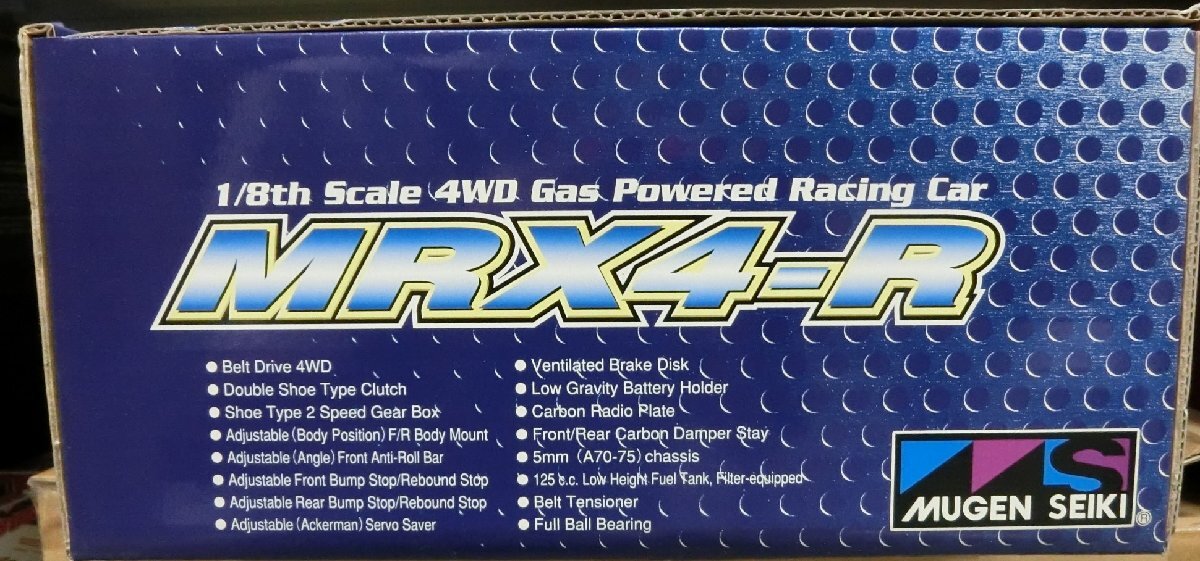 1/8th Scale 4WD Gas Powered Racing Car
MRX4-R
● Belt Drive 4WD
● Double Shoe Type Clutch
● Shoe Type 2 Speed Gear Box
● Adjustable (Body Position) F/R Body Mount
● Adjustable (Angle) Front Anti-Roll Bar
● Adjustable Front Bump Stop/Rebound Stop
● Adjustable Rear Bump Stop/Rebound Stop
● Adjustable (Ackerman) Servo Saver
● Ventilated Brake Disk
● Low Gravity Battery Holder
● Carbon Radio Plate
● Front/Rear Carbon Damper Stay
● 5mm (A70-75) chassis
● 125 c.c. Low Height Fuel Tank, Filter-equipped
● Belt Tensioner
● Full Ball Bearing
MS
MUGEN SEIKI ®